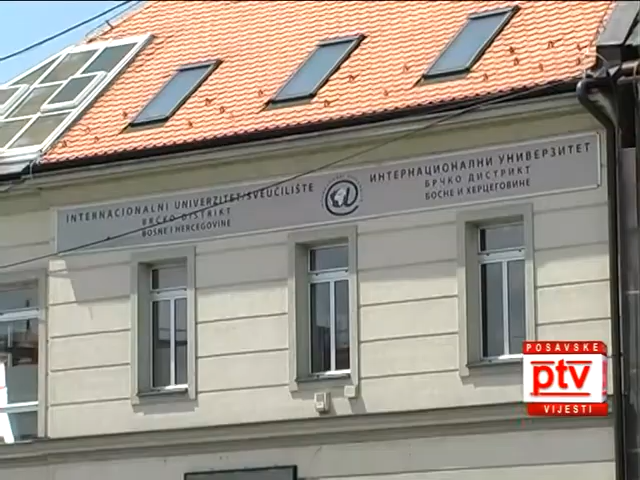 INTERNACIONALNI UNIVERZITET/SVEUČILIŠTE
BRČKO DISTRIKT
BOSNE I HERCEGOVINE
ИНТЕРНАЦИОНАЛНИ УНИВЕРЗИТЕТ
БРЧКО ДИСТРИКТ
БОСНЕ И ХЕРЦЕГОВИНЕ
POSAVSKE
ptv
VIJESTI